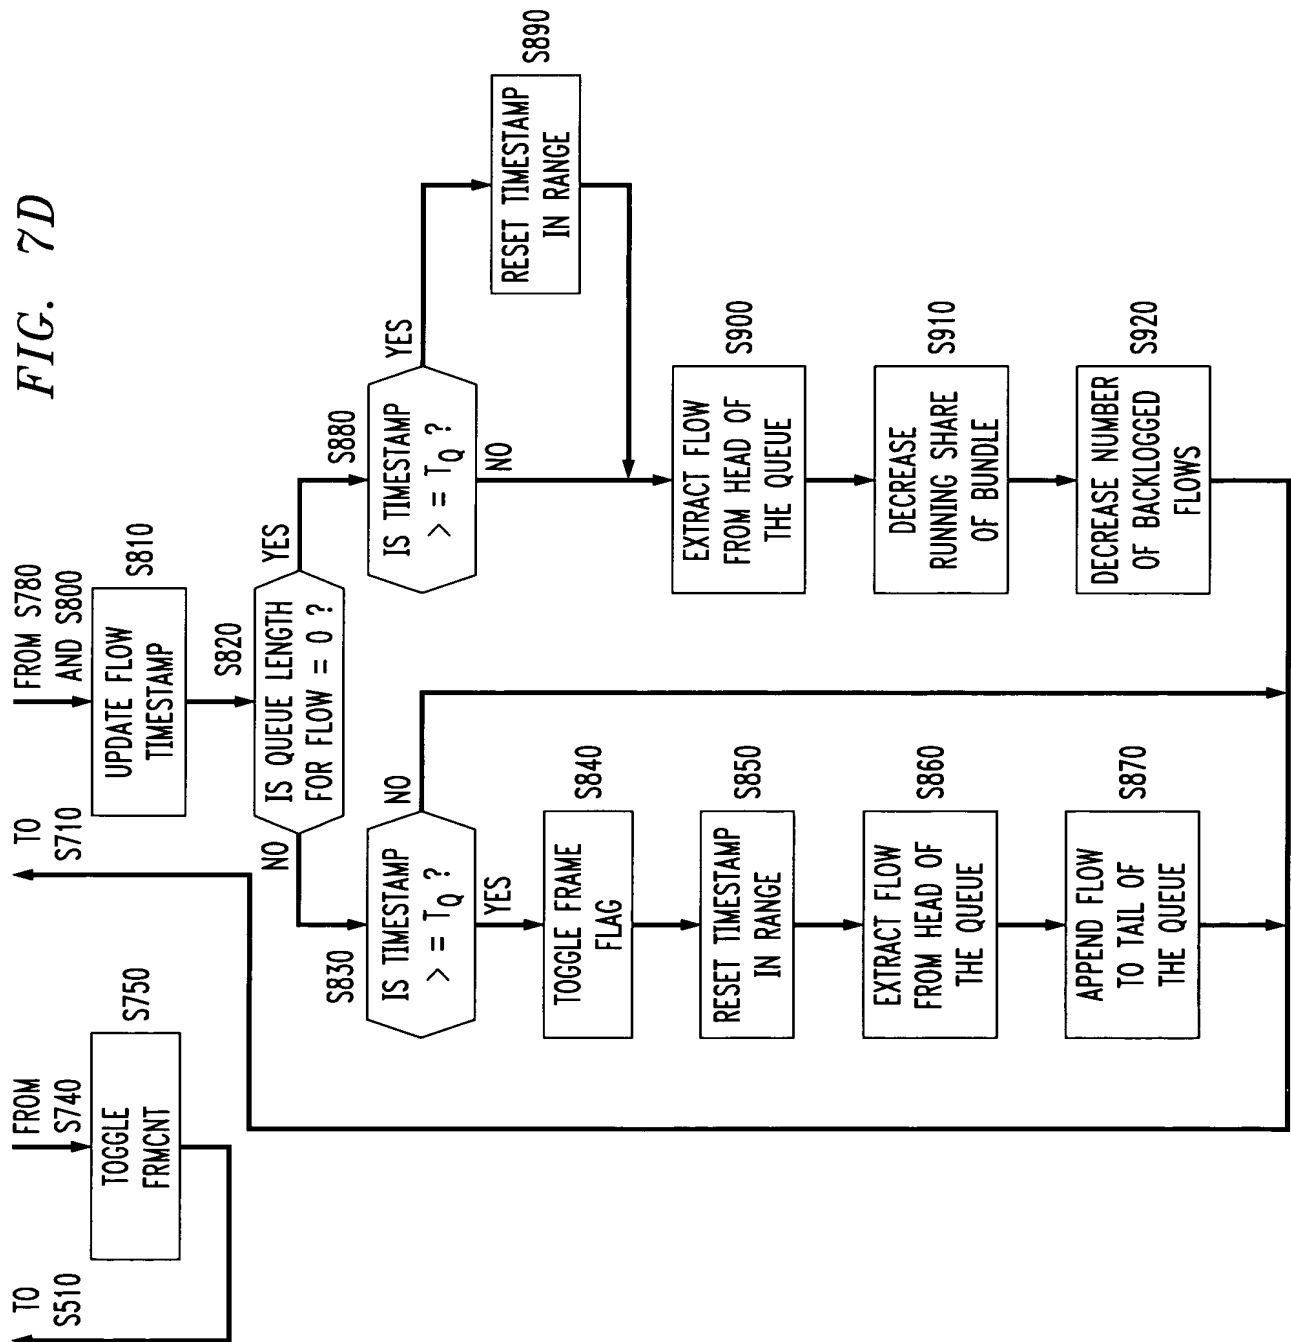 FIG. 7D
TO
S510
FROM
S740
TOGGLE
FRMCNT
S750
TO
S710
FROM S780
AND S800
UPDATE FLOW
TIMESTAMP
S810
IS QUEUE LENGTH
FOR FLOW = 0 ?
S820
NO
YES
IS TIMESTAMP
> = TQ ?
S830
NO
YES
TOGGLE FRAME
FLAG
S840
RESET TIMESTAMP
IN RANGE
S850
EXTRACT FLOW
FROM HEAD OF
THE QUEUE
S860
APPEND FLOW
TO TAIL OF
THE QUEUE
S870
IS TIMESTAMP
> = TQ ?
S880
YES
NO
RESET TIMESTAMP
IN RANGE
S890
EXTRACT FLOW
FROM HEAD OF
THE QUEUE
S900
DECREASE
RUNNING SHARE
OF BUNDLE
S910
DECREASE NUMBER
OF BACKLOGGED
FLOWS
S920